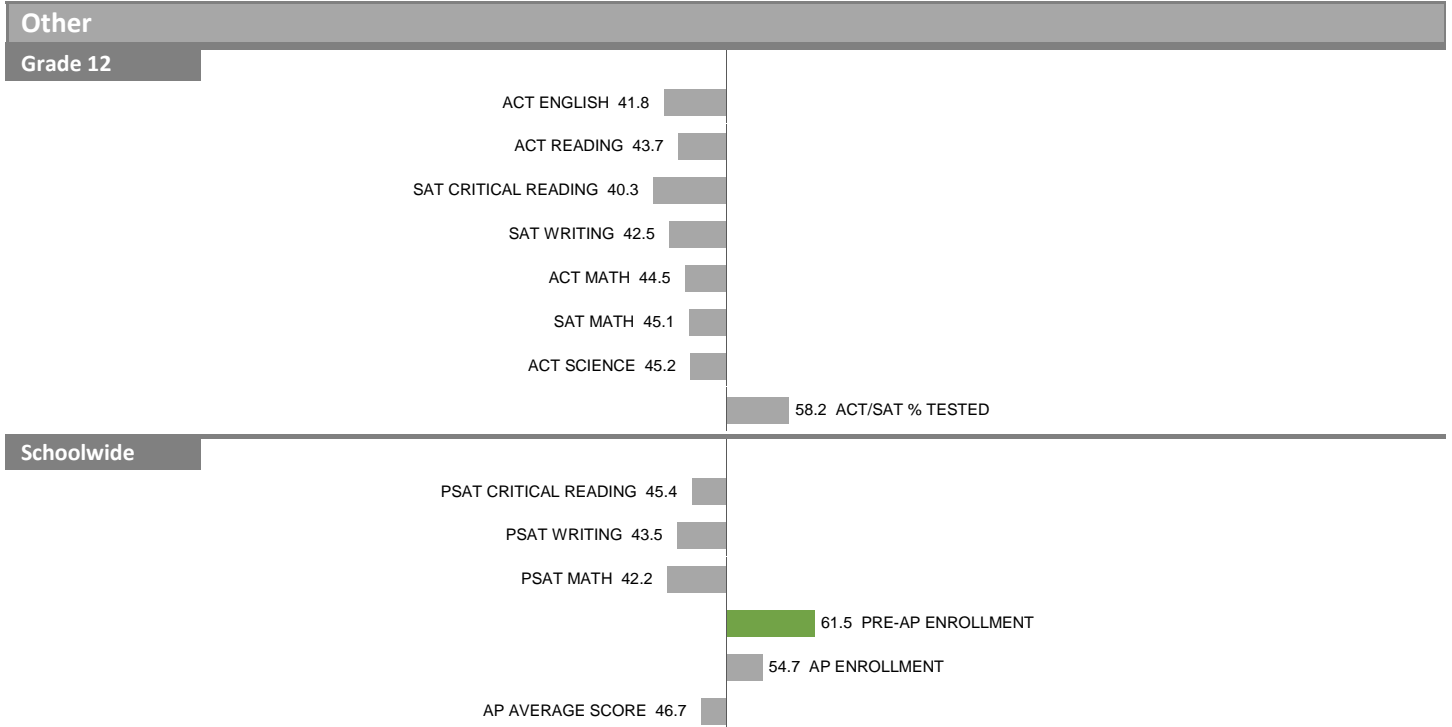 Other
Grade 12
ACT ENGLISH 41.8
ACT READING 43.7
SAT CRITICAL READING 40.3
SAT WRITING 42.5
ACT MATH 44.5
SAT MATH 45.1
ACT SCIENCE 45.2
58.2 ACT/SAT % TESTED
Schoolwide
PSAT CRITICAL READING 45.4
PSAT WRITING 43.5
PSAT MATH 42.2
61.5 PRE-AP ENROLLMENT
54.7 AP ENROLLMENT
AP AVERAGE SCORE 46.7